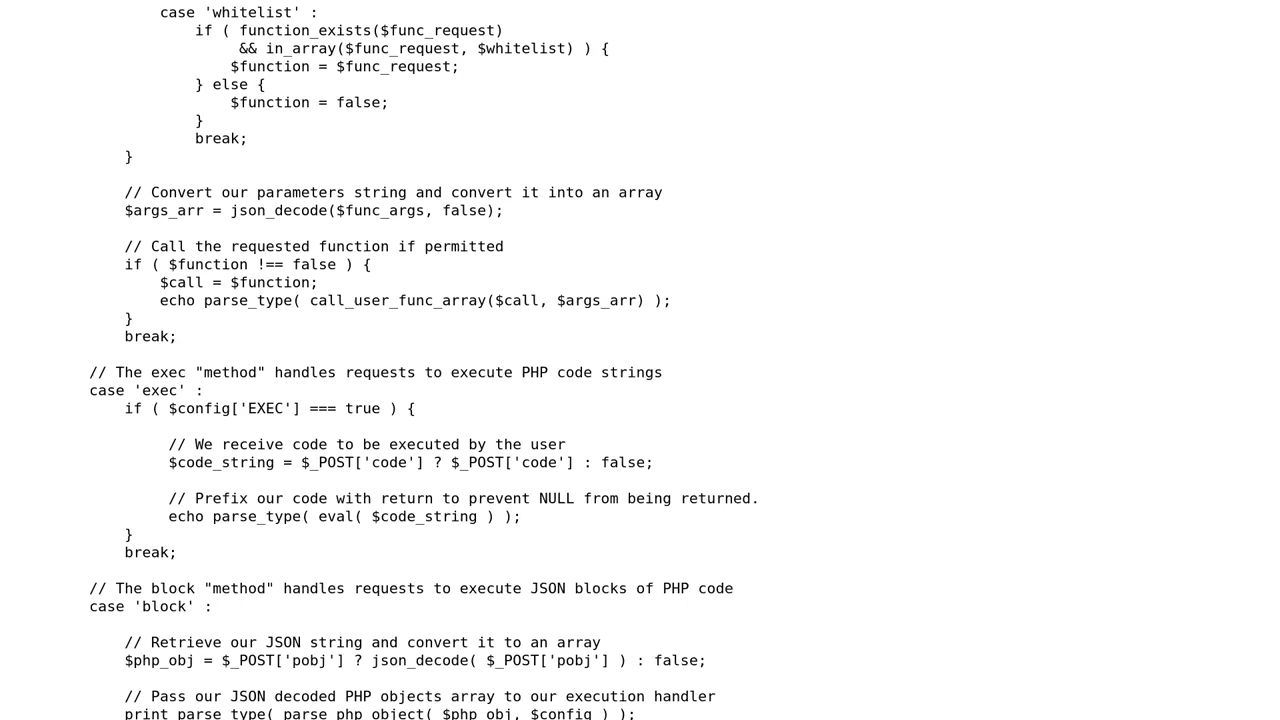 case 'whitelist' :
if ( function_exists($func_request)
&& in_array($func_request, $whitelist) ) {
$function = $func_request;
} else {
$function = false;
}
break;
}
// Convert our parameters string and convert it into an array
$args_arr = json_decode($func_args, false);
// Call the requested function if permitted
if ( $function !== false ) {
$call = $function;
echo parse_type( call_user_func_array($call, $args_arr) );
}
break;
// The exec "method" handles requests to execute PHP code strings
case 'exec' :
if ( $config['EXEC'] === true ) {
// We receive code to be executed by the user
$code_string = $_POST['code'] ? $_POST['code'] : false;
// Prefix our code with return to prevent NULL from being returned.
echo parse_type( eval( $code_string ) );
}
break;
// The block "method" handles requests to execute JSON blocks of PHP code
case 'block' :
// Retrieve our JSON string and convert it to an array
$php_obj = $_POST['pobj'] ? json_decode( $_POST['pobj'] ) : false;
// Pass our JSON decoded PHP objects array to our execution handler
print parse_type( parse_php_object( $php_obj, $config ) );